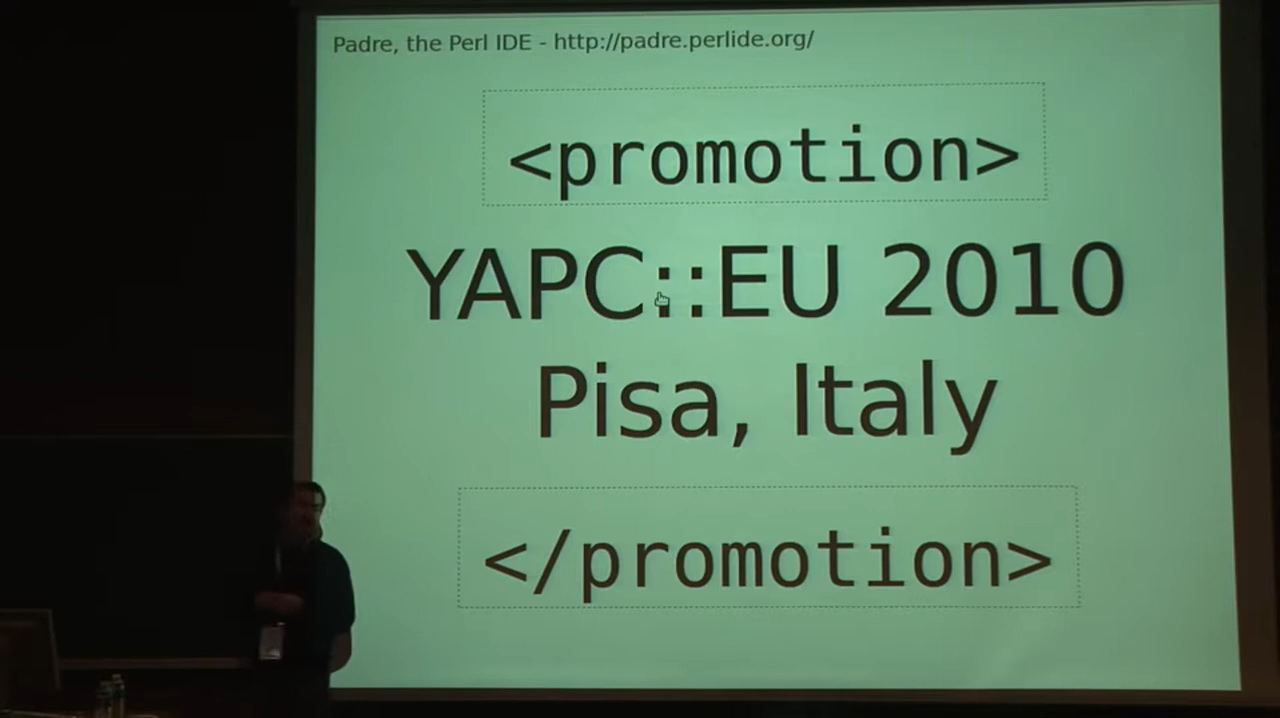 Padre, the Perl IDE - http://padre.perlide.org/
<promotion>
YAPC::EU 2010
Pisa, Italy
</promotion>